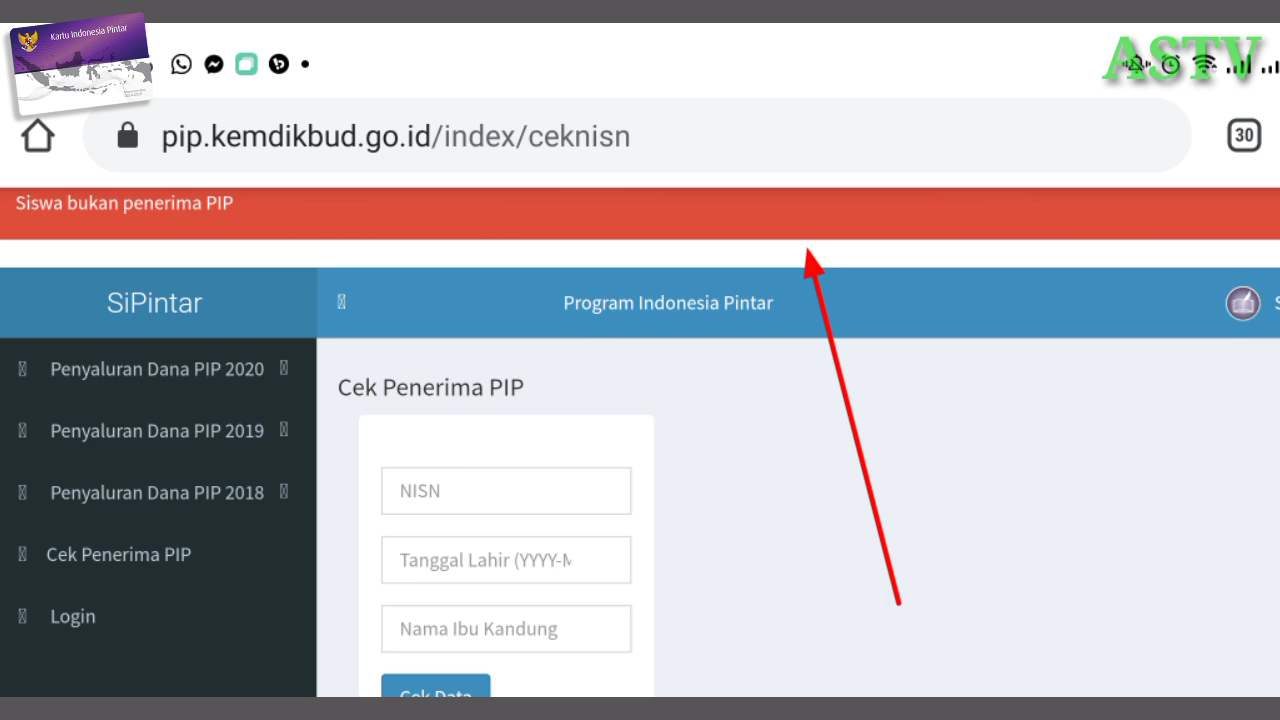 Kartu Indonesia Pintar
ASTV
pip.kemdikbud.go.id/index/ceknisn
30
Siswa bukan penerima PIP
SiPintar
Program Indonesia Pintar
S
Penyaluran Dana PIP 2020
Penyaluran Dana PIP 2019
Penyaluran Dana PIP 2018
Cek Penerima PIP
Login
Cek Penerima PIP
NISN
Tanggal Lahir (YYYY-M
Nama Ibu Kandung
Cek Data